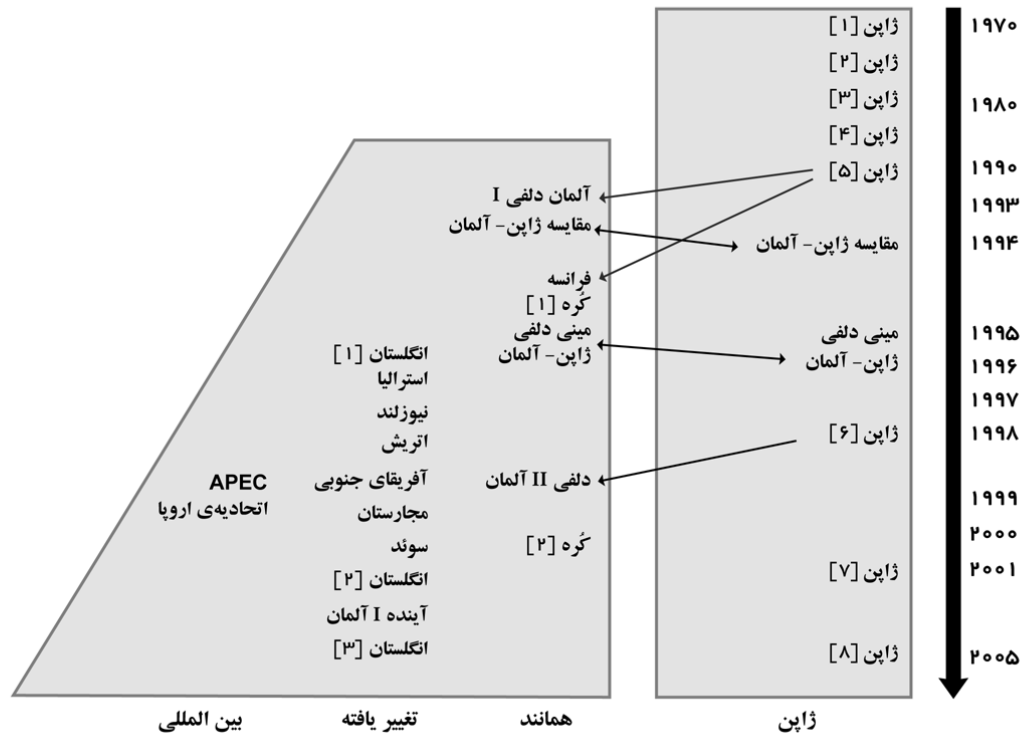 ۱۹۷۰
۱۹۸۰
۱۹۹۰
۱۹۹۳
۱۹۹۴
۱۹۹۵
۱۹۹۶
۱۹۹۷
۱۹۹۸
۱۹۹۹
۲۰۰۰
۲۰۰۱
۲۰۰۵
ژاپن [۱]
ژاپن [۲]
ژاپن [۳]
ژاپن [۴]
ژاپن [۵]
مقایسه ژاپن- آلمان
مینی دلفی
ژاپن- آلمان
ژاپن [۶]
ژاپن [۷]
ژاپن [۸]
ژاپن
آلمان دلفی I
مقایسه ژاپن- آلمان
فرانسه
کُره [۱]
مینی دلفی
ژاپن- آلمان
دلفی II آلمان
کُره [۲]
همانند
انگلستان [۱]
استرالیا
نیوزلند
اتریش
آفریقای جنوبی
مجارستان
سوئد
انگلستان [۲]
آینده I آلمان
انگلستان [۳]
تغییر یافته
APEC
اتحادیه‌ی اروپا
بین المللی